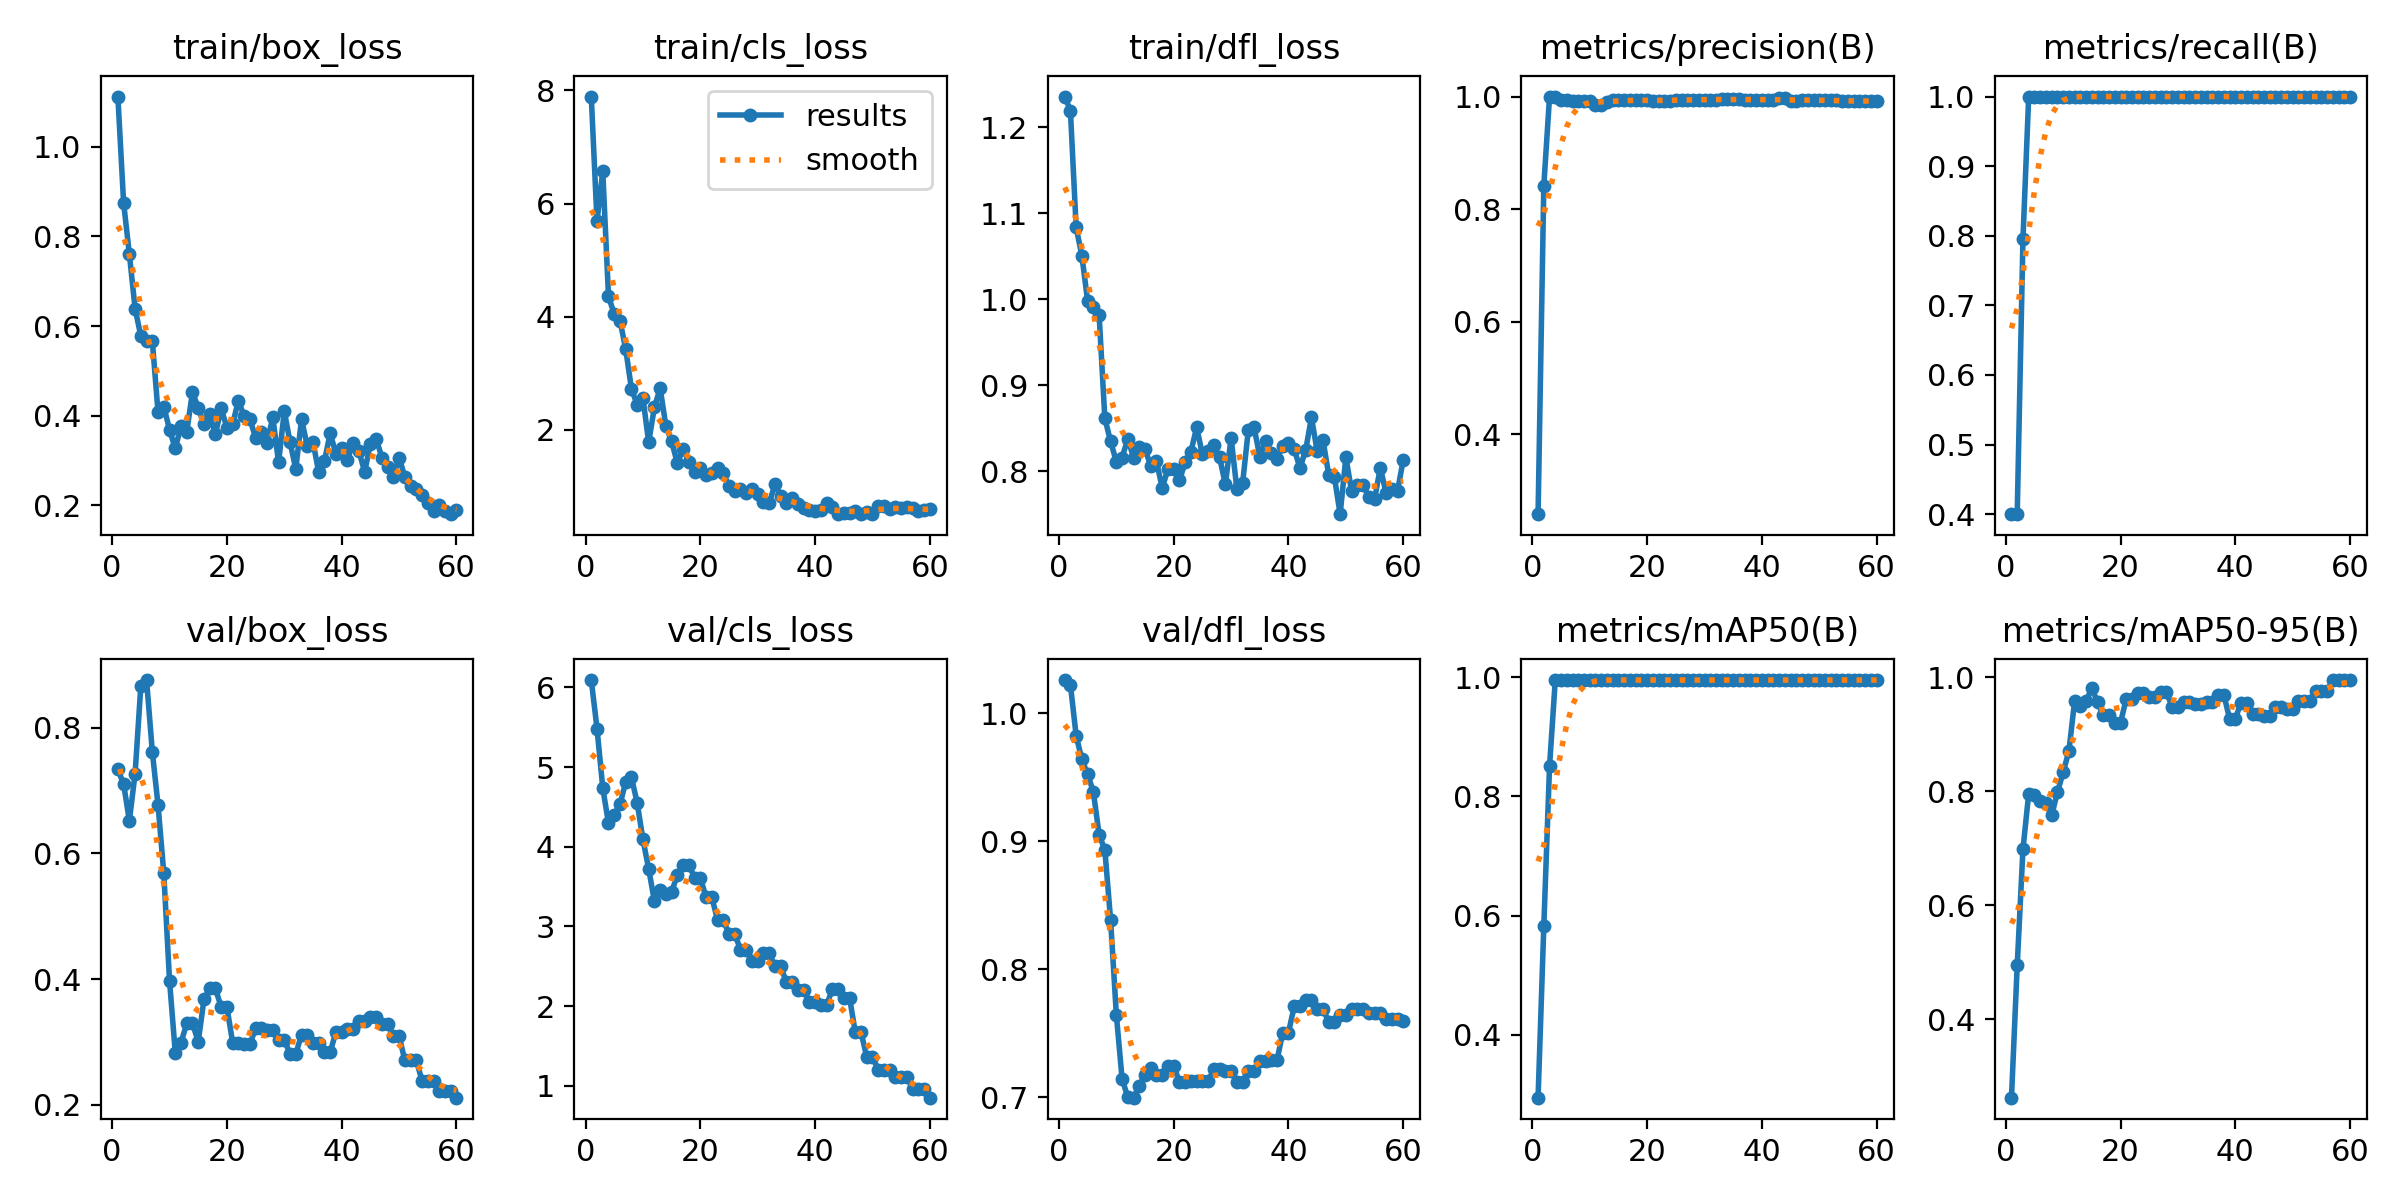 train/box_loss
1.0
0.8
0.6
0.4
0.2
0 20 40 60
train/cls_loss
results
smooth
8
6
4
2
0 20 40 60
train/dfl_loss
1.2
1.1
1.0
0.9
0.8
0 20 40 60
metrics/precision(B)
1.0
0.8
0.6
0.4
0 20 40 60
metrics/recall(B)
1.0
0.9
0.8
0.7
0.6
0.5
0.4
0 20 40 60
val/box_loss
0.8
0.6
0.4
0.2
0 20 40 60
val/cls_loss
6
5
4
3
2
1
0 20 40 60
val/dfl_loss
1.0
0.9
0.8
0.7
0 20 40 60
metrics/mAP50(B)
1.0
0.8
0.6
0.4
0 20 40 60
metrics/mAP50-95(B)
1.0
0.8
0.6
0.4
0 20 40 60